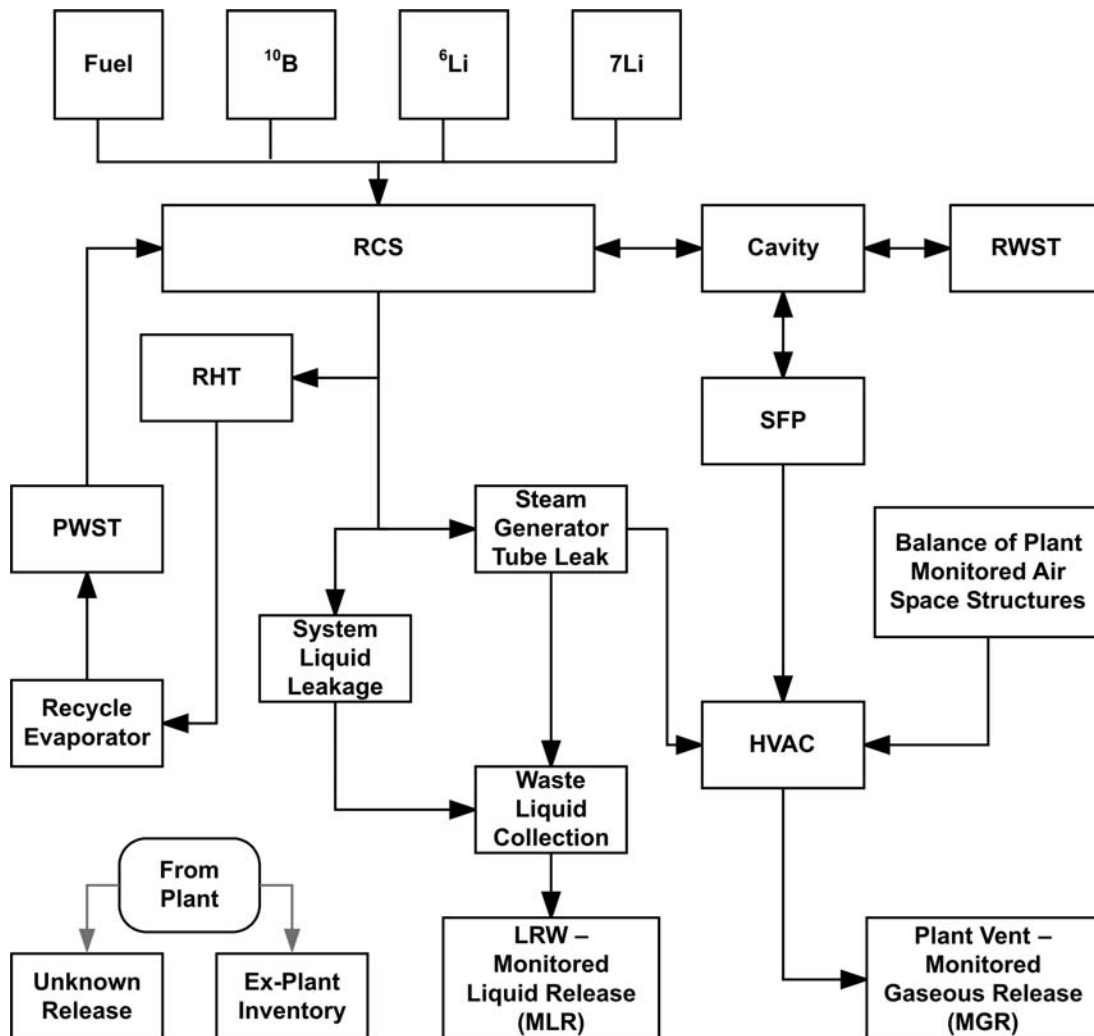 Fuel
¹⁰B
⁶Li
7Li
RCS
Cavity
RWST
RHT
SFP
PWST
Steam
Generator
Tube Leak
Balance of Plant
Monitored Air
Space Structures
System
Liquid
Leakage
Recycle
Evaporator
HVAC
Waste
Liquid
Collection
From
Plant
Unknown
Release
Ex-Plant
Inventory
LRW –
Monitored
Liquid Release
(MLR)
Plant Vent –
Monitored
Gaseous Release
(MGR)